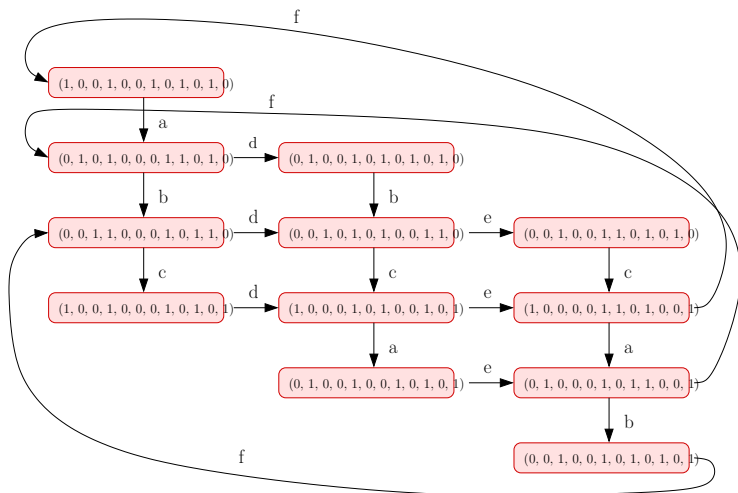 f
(1, 0, 0, 1, 0, 0, 1, 0, 1, 0, 1, 0)
f
a
d
(0, 1, 0, 1, 0, 0, 0, 1, 1, 0, 1, 0)
(0, 1, 0, 0, 1, 0, 1, 0, 1, 0, 1, 0)
b
b
d
e
(0, 0, 1, 1, 0, 0, 0, 1, 0, 1, 1, 0)
(0, 0, 1, 0, 1, 0, 1, 0, 0, 1, 1, 0)
(0, 0, 1, 0, 0, 1, 1, 0, 1, 0, 1, 0)
c
c
c
d
e
(1, 0, 0, 1, 0, 0, 0, 1, 0, 1, 0, 1)
(1, 0, 0, 0, 1, 0, 1, 0, 0, 1, 0, 1)
(1, 0, 0, 0, 0, 1, 1, 0, 1, 0, 0, 1)
a
a
e
(0, 1, 0, 0, 1, 0, 0, 1, 0, 1, 0, 1)
(0, 1, 0, 0, 0, 1, 0, 1, 1, 0, 0, 1)
b
f
(0, 0, 1, 0, 0, 1, 0, 1, 0, 1, 0, 1)